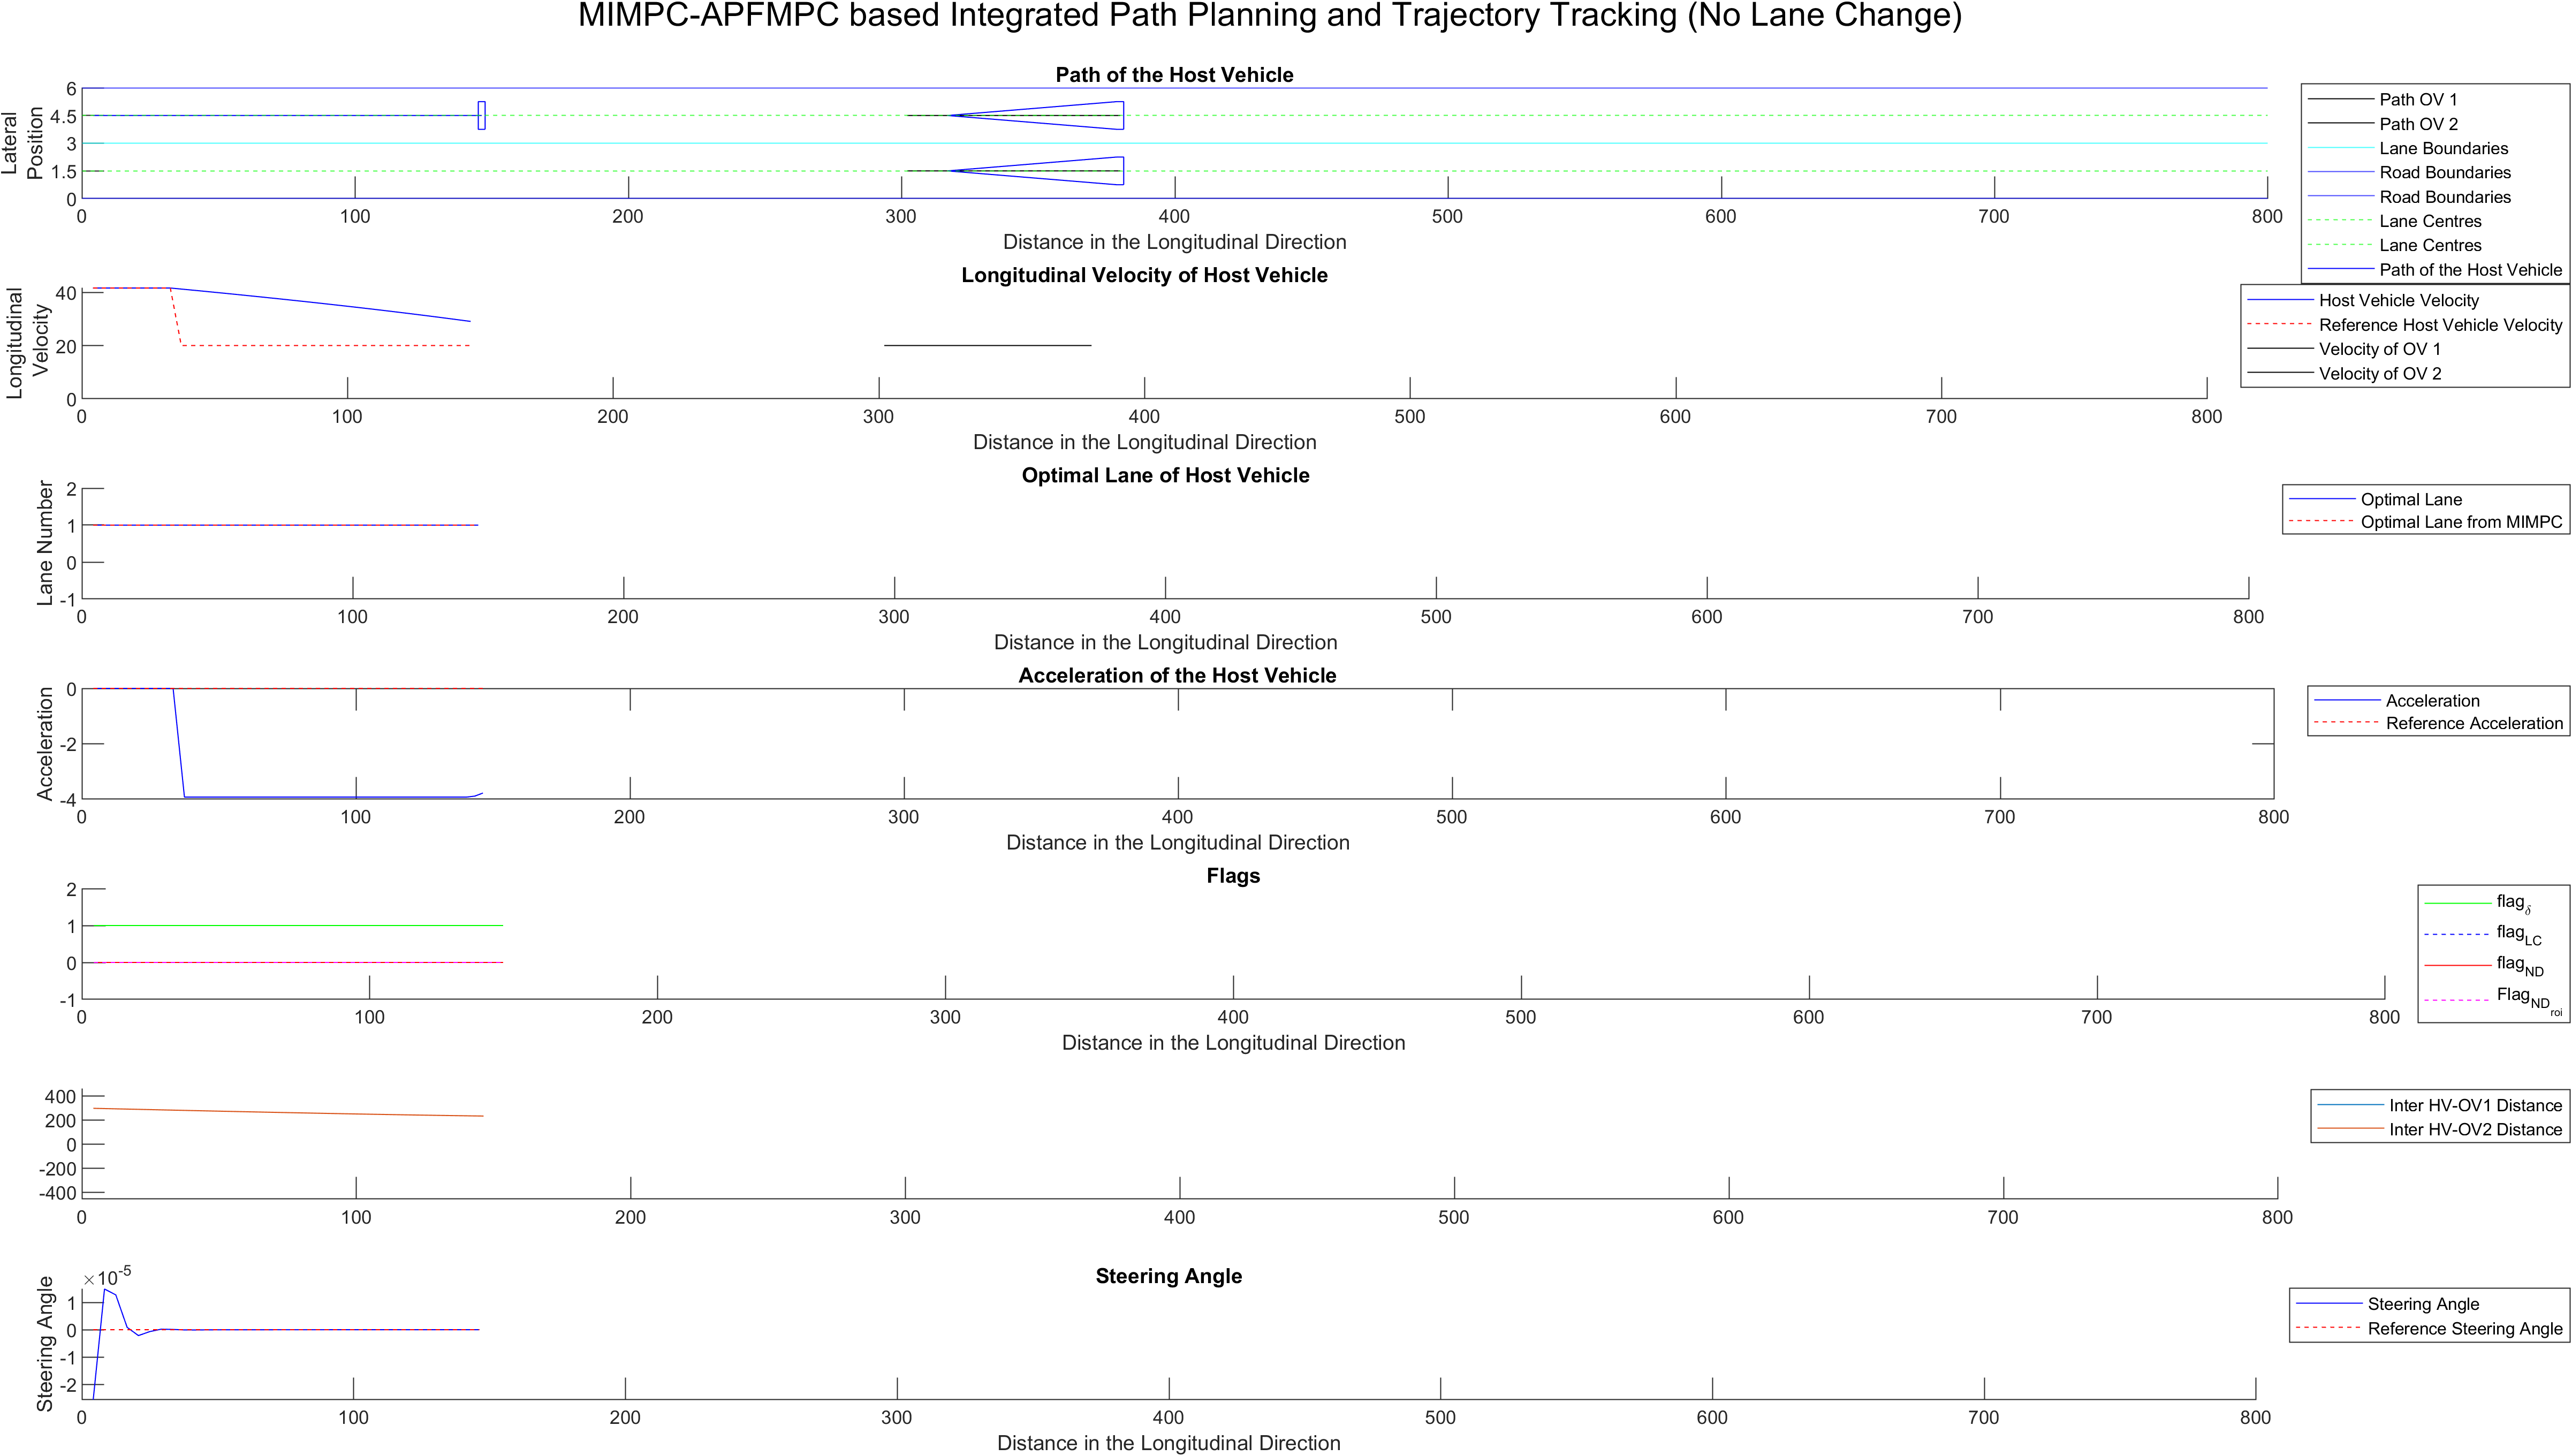 MIMPC-APFMPC based Integrated Path Planning and Trajectory Tracking (No Lane Change)
Path of the Host Vehicle
Lateral
Position
6
4.5
3
1.5
0
0 100 200 300 400 500 600 700 800
Distance in the Longitudinal Direction
Path OV 1
Path OV 2
Lane Boundaries
Road Boundaries
Road Boundaries
Lane Centres
Lane Centres
Path of the Host Vehicle
Longitudinal Velocity of Host Vehicle
Longitudinal
Velocity
40
20
0
0 100 200 300 400 500 600 700 800
Distance in the Longitudinal Direction
Host Vehicle Velocity
Reference Host Vehicle Velocity
Velocity of OV 1
Velocity of OV 2
Optimal Lane of Host Vehicle
Lane Number
2
1
0
-1
0 100 200 300 400 500 600 700 800
Distance in the Longitudinal Direction
Optimal Lane
Optimal Lane from MIMPC
Acceleration of the Host Vehicle
Acceleration
0
-2
-4
0 100 200 300 400 500 600 700 800
Distance in the Longitudinal Direction
Acceleration
Reference Acceleration
Flags
2
1
0
-1
0 100 200 300 400 500 600 700 800
Distance in the Longitudinal Direction
flag_δ
flag_LC
flag_ND
Flag_ND_roi
400
200
0
-200
-400
0 100 200 300 400 500 600 700 800
Inter HV-OV1 Distance
Inter HV-OV2 Distance
Steering Angle
Steering Angle
×10^-5
1
0
-1
-2
0 100 200 300 400 500 600 700 800
Distance in the Longitudinal Direction
Steering Angle
Reference Steering Angle